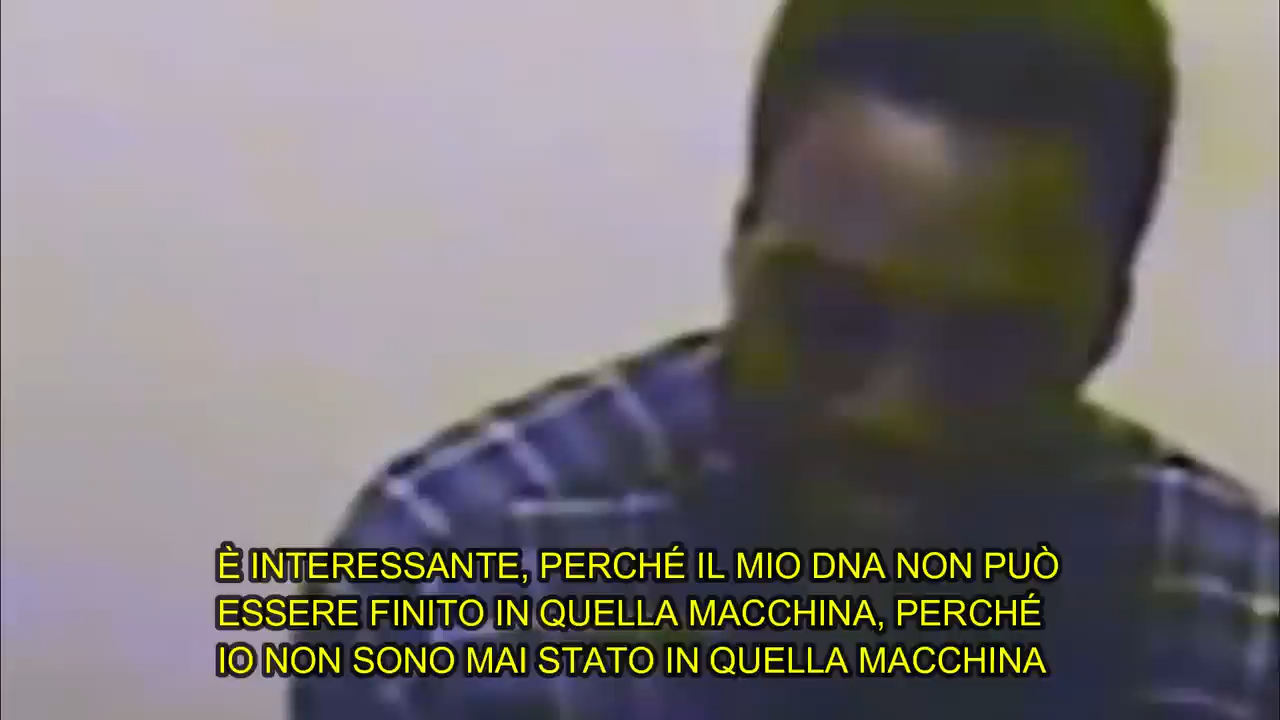 È INTERESSANTE, PERCHÉ IL MIO DNA NON PUÒ
ESSERE FINITO IN QUELLA MACCHINA, PERCHÉ
IO NON SONO MAI STATO IN QUELLA MACCHINA